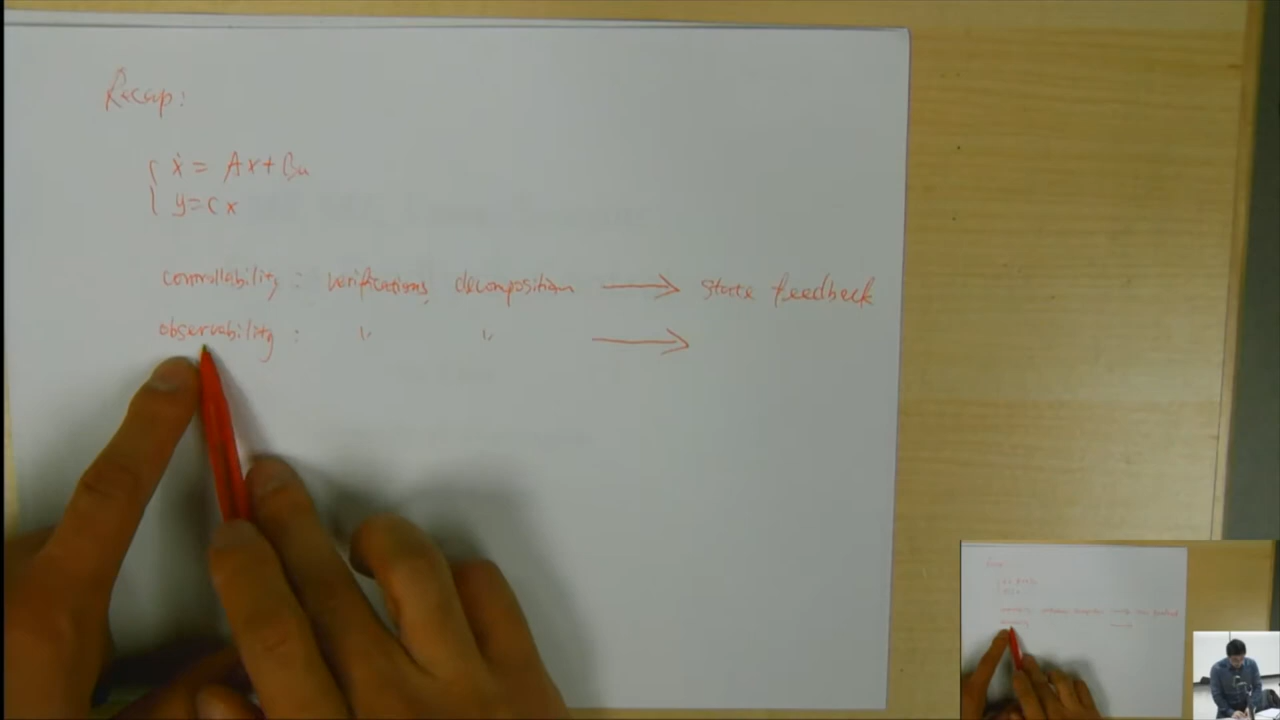 Recap:
ẋ = Ax + Bu
y = Cx
controllability : verifications, decomposition → state feedback
observability : " " →